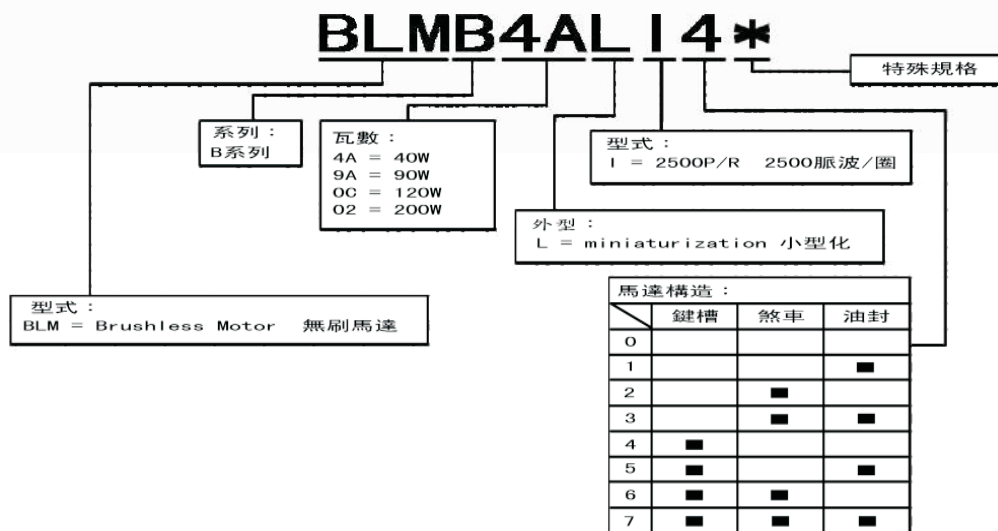 BLMB4ALI4*
特殊規格
系列：
B系列
瓦數：
4A = 40W
9A = 90W
0C = 120W
02 = 200W
型式：
I = 2500P/R 2500脈波/圈
外型：
L = miniaturization 小型化
型式：
BLM = Brushless Motor 無刷馬達
馬達構造：
鍵槽 煞車 油封
0
1 ■
2 ■
3 ■ ■
4 ■
5 ■ ■
6 ■ ■
7 ■ ■ ■